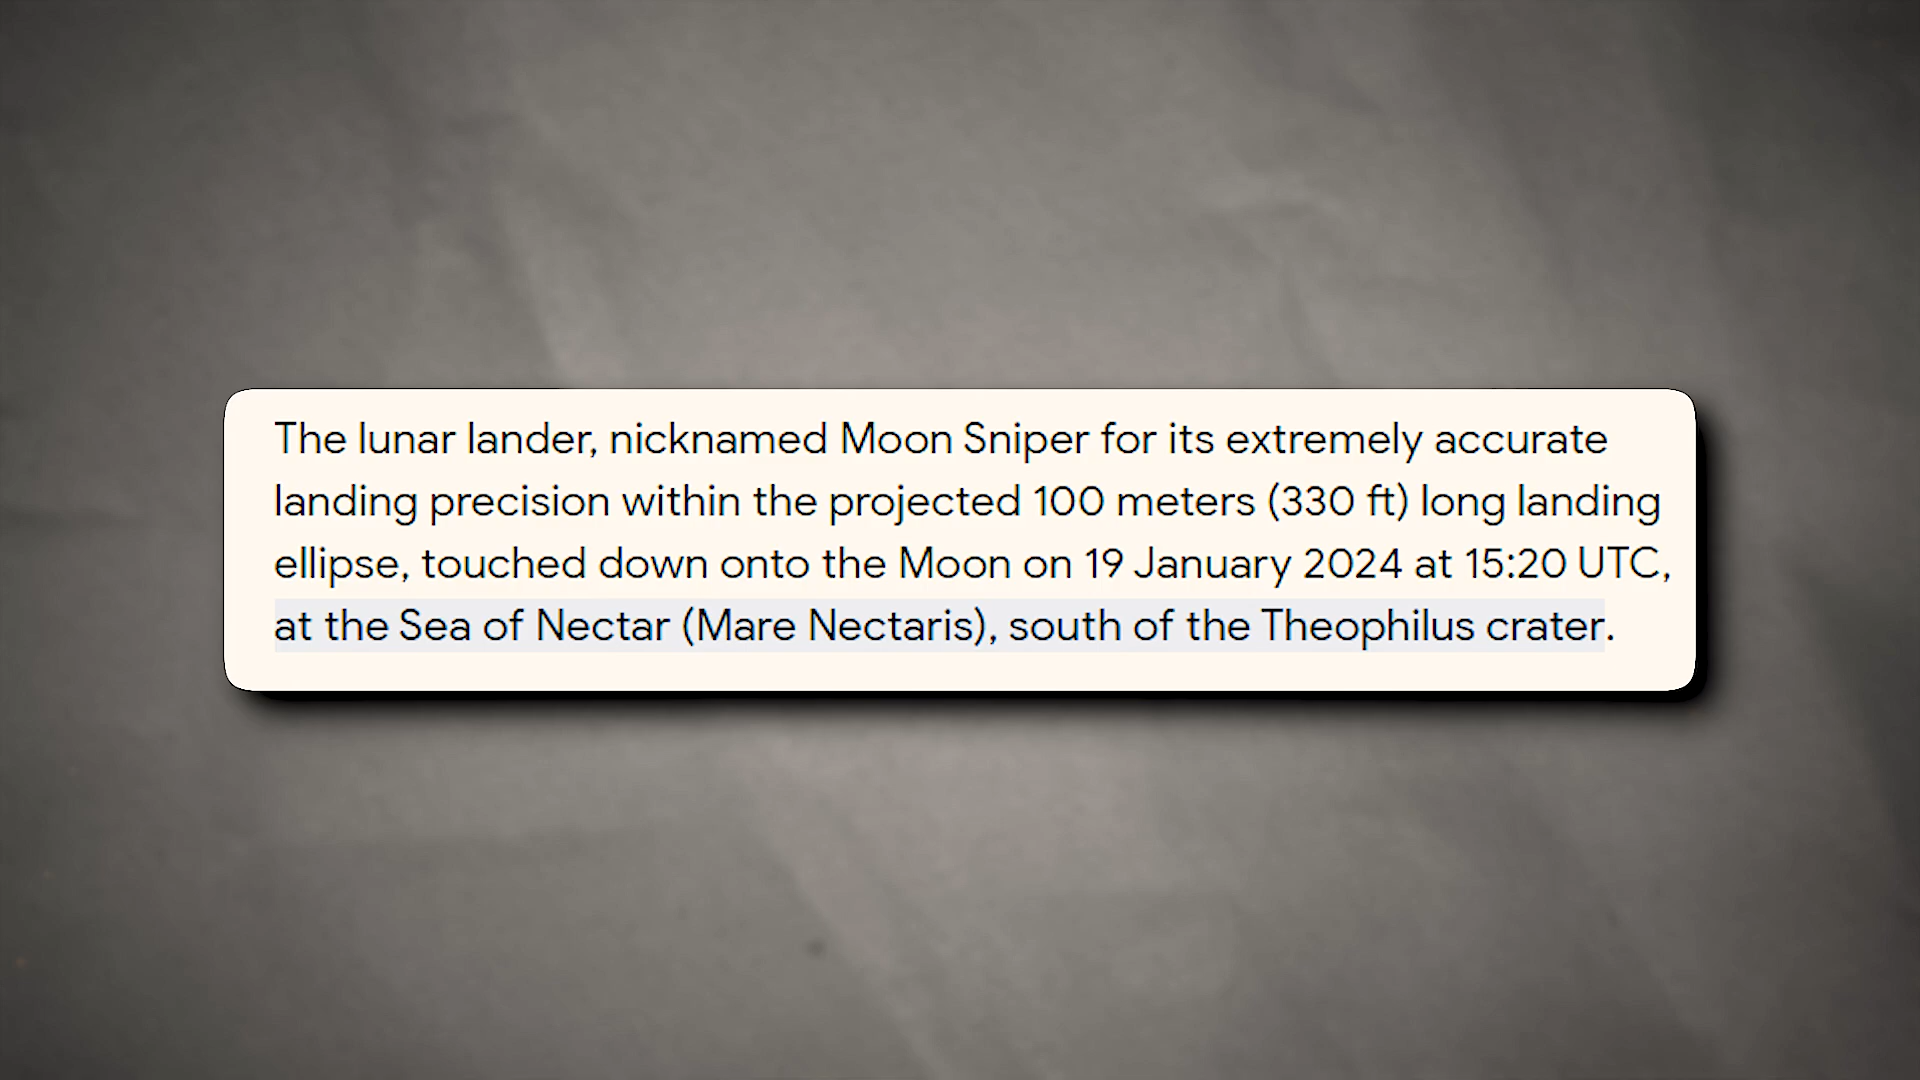 The lunar lander, nicknamed Moon Sniper for its extremely accurate
landing precision within the projected 100 meters (330 ft) long landing
ellipse, touched down onto the Moon on 19 January 2024 at 15:20 UTC,
at the Sea of Nectar (Mare Nectaris), south of the Theophilus crater.